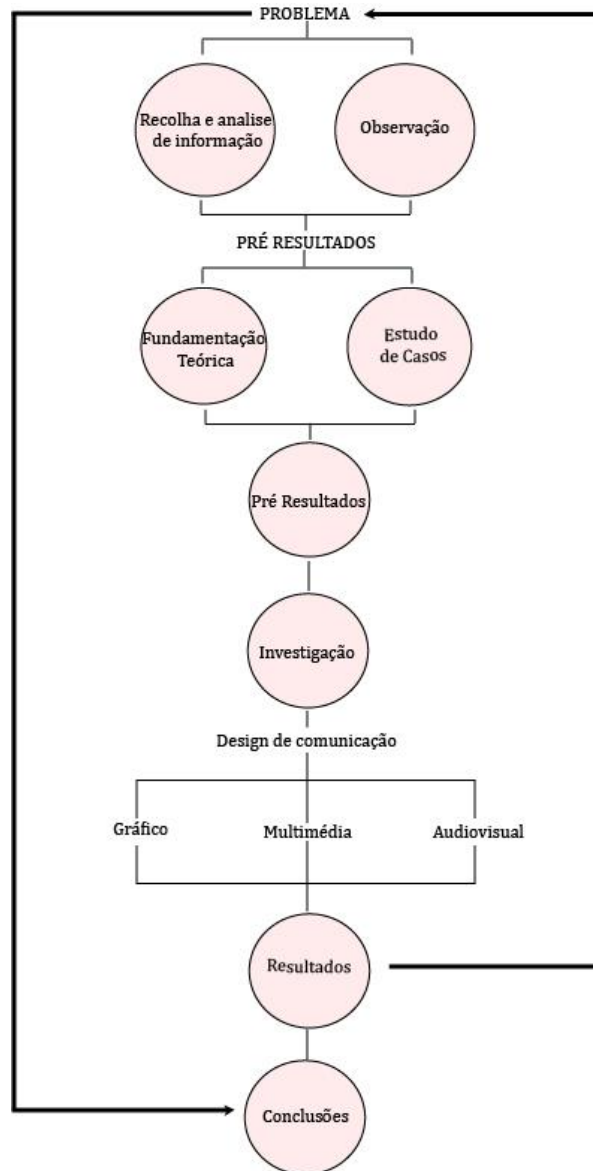 PROBLEMA
Recolha e analise
de informação
Observação
PRÉ RESULTADOS
Fundamentação
Teórica
Estudo
de Casos
Pré Resultados
Investigação
Design de comunicação
Gráfico
Multimédia
Audiovisual
Resultados
Conclusões